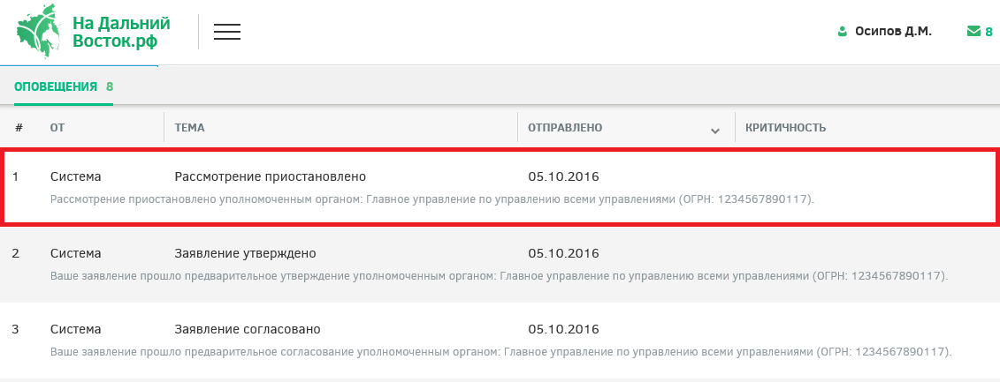 На Дальний
Восток.рф
Осипов Д.М. 8
ОПОВЕЩЕНИЯ 8
# ОТ ТЕМА ОТПРАВЛЕНО КРИТИЧНОСТЬ
1 Система Рассмотрение приостановлено 05.10.2016
Рассмотрение приостановлено уполномоченным органом: Главное управление по управлению всеми управлениями (ОГРН: 1234567890117).
2 Система Заявление утверждено 05.10.2016
Ваше заявление прошло предварительное утверждение уполномоченным органом: Главное управление по управлению всеми управлениями (ОГРН: 1234567890117).
3 Система Заявление согласовано 05.10.2016
Ваше заявление прошло предварительное согласование уполномоченным органом: Главное управление по управлению всеми управлениями (ОГРН: 1234567890117).